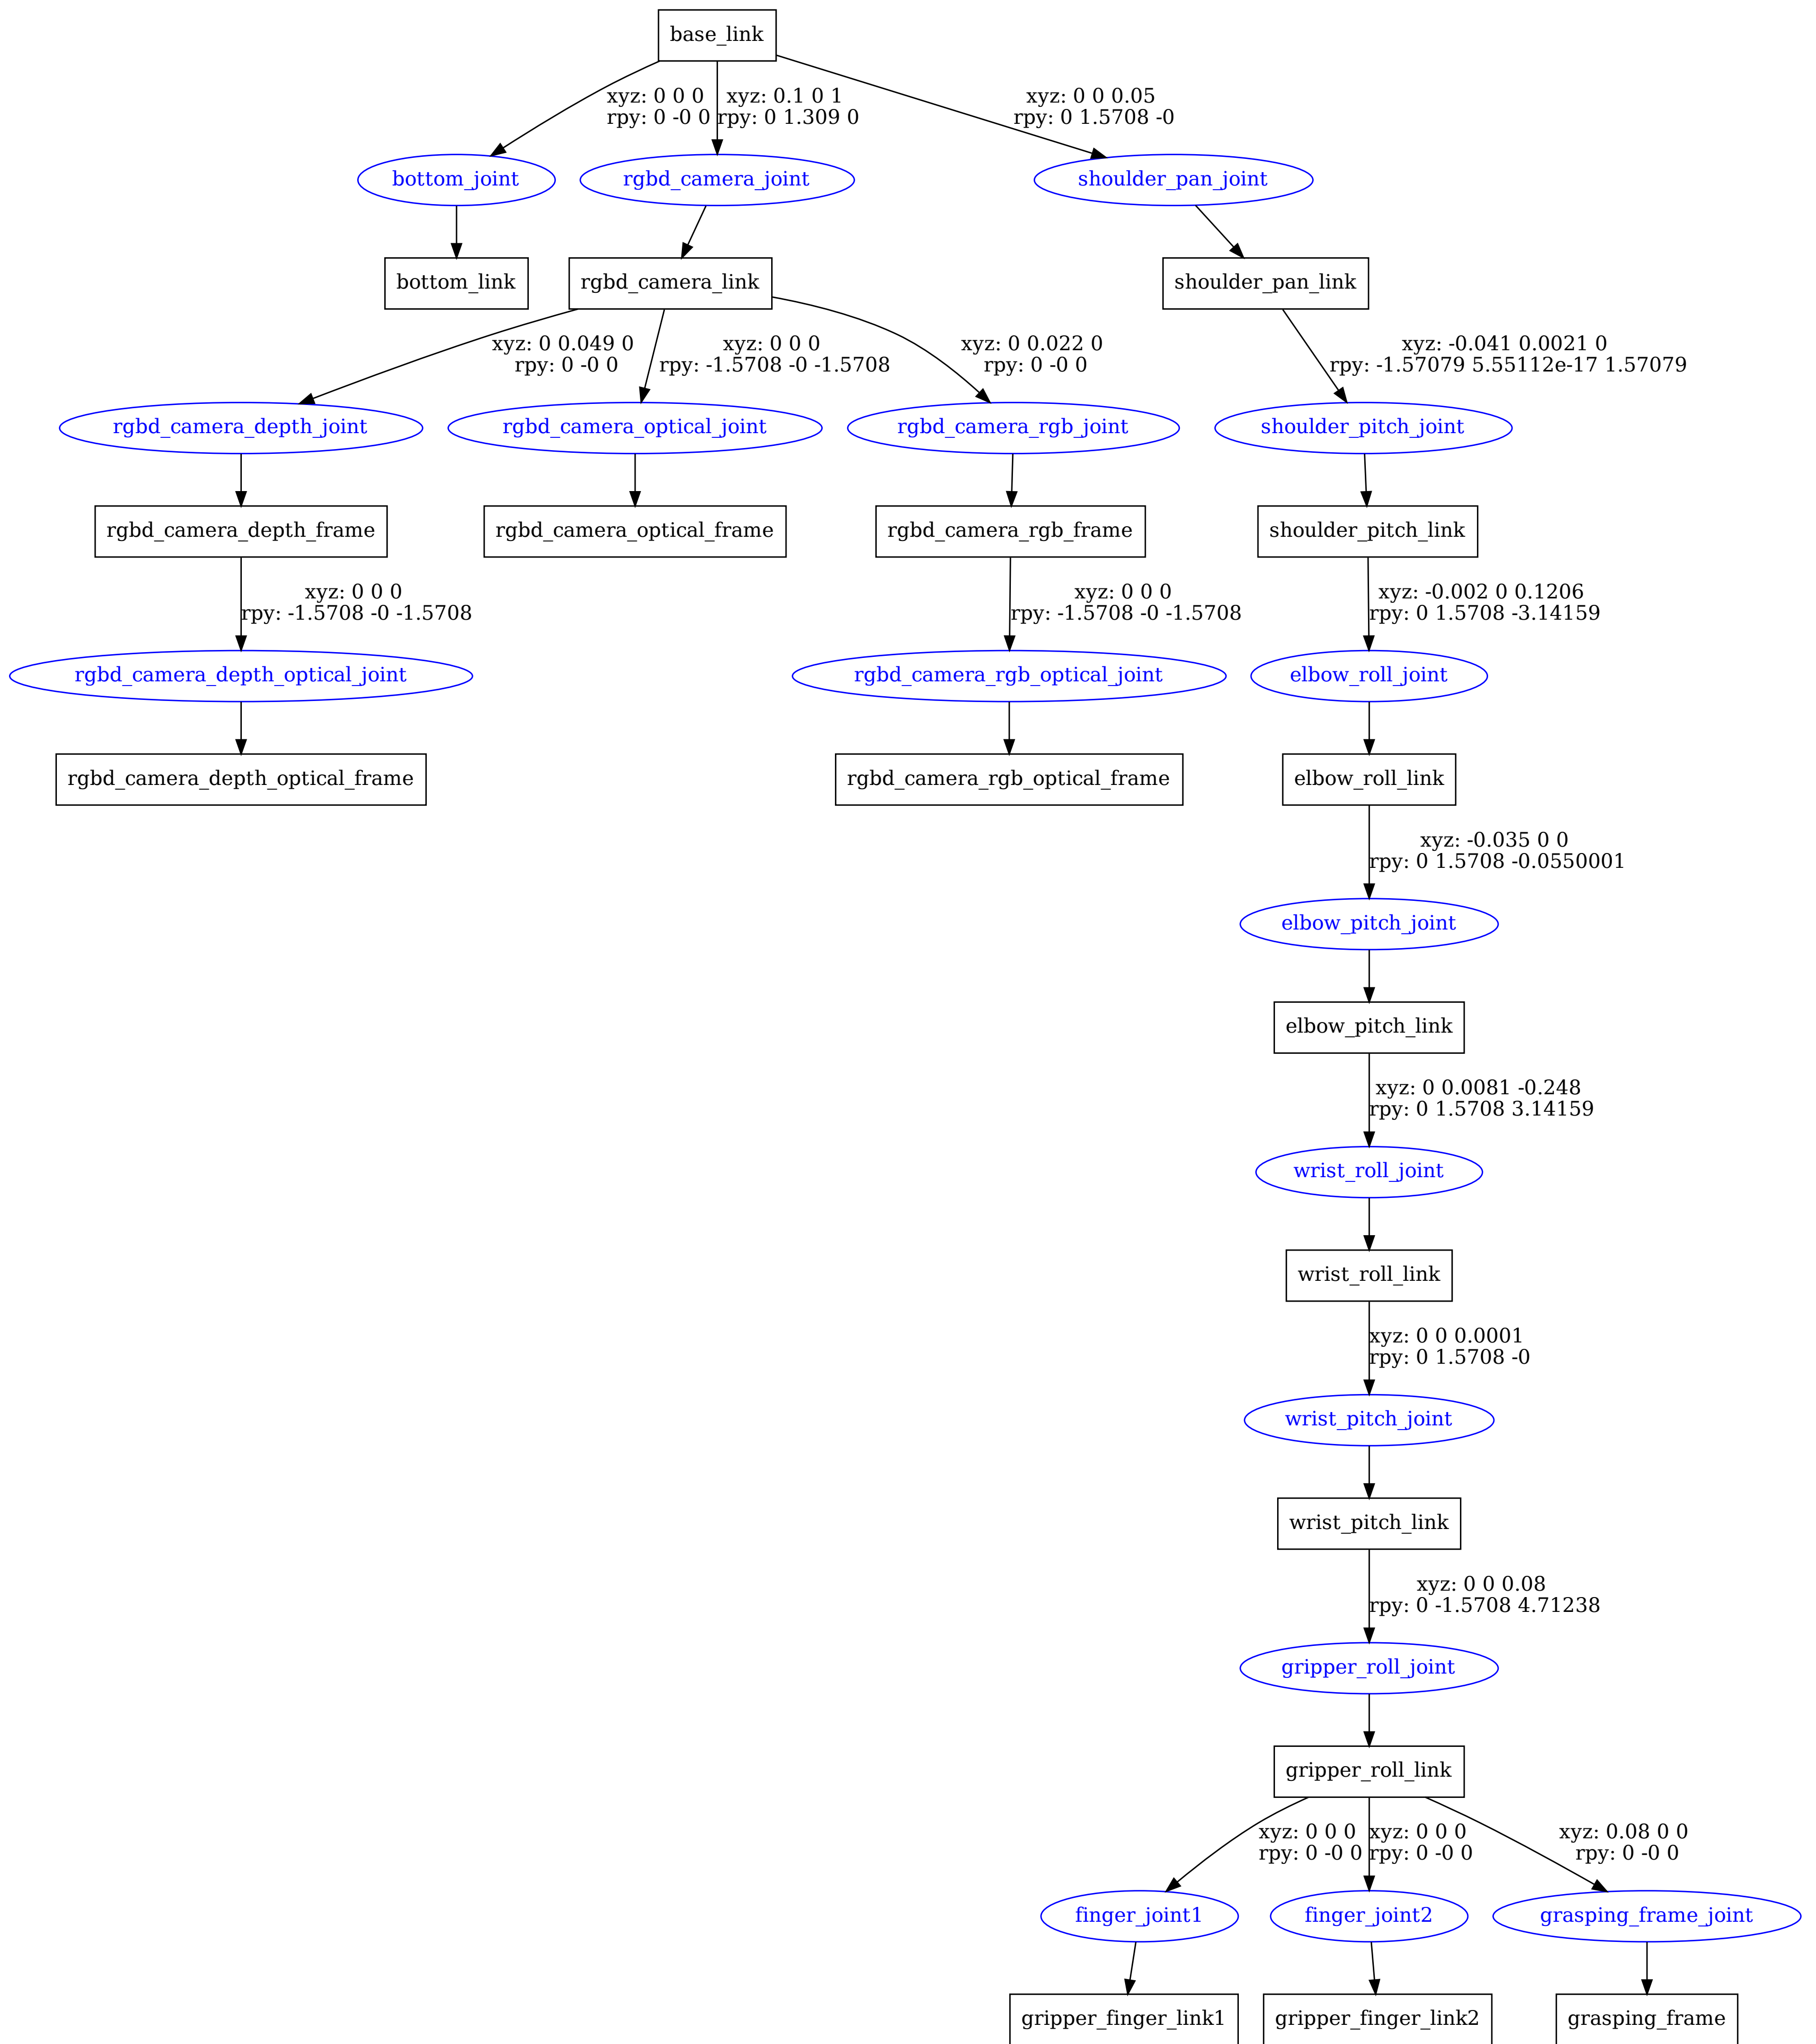 base_link
xyz: 0 0 0
rpy: 0 -0 0
xyz: 0.1 0 1
rpy: 0 1.309 0
xyz: 0 0 0.05
rpy: 0 1.5708 -0
bottom_joint
rgbd_camera_joint
shoulder_pan_joint
bottom_link
rgbd_camera_link
shoulder_pan_link
xyz: 0 0.049 0
rpy: 0 -0 0
xyz: 0 0 0
rpy: -1.5708 -0 -1.5708
xyz: 0 0.022 0
rpy: 0 -0 0
xyz: -0.041 0.0021 0
rpy: -1.57079 5.55112e-17 1.57079
rgbd_camera_depth_joint
rgbd_camera_optical_joint
rgbd_camera_rgb_joint
shoulder_pitch_joint
rgbd_camera_depth_frame
rgbd_camera_optical_frame
rgbd_camera_rgb_frame
shoulder_pitch_link
xyz: 0 0 0
rpy: -1.5708 -0 -1.5708
xyz: 0 0 0
rpy: -1.5708 -0 -1.5708
xyz: -0.002 0 0.1206
rpy: 0 1.5708 -3.14159
rgbd_camera_depth_optical_joint
rgbd_camera_rgb_optical_joint
elbow_roll_joint
rgbd_camera_depth_optical_frame
rgbd_camera_rgb_optical_frame
elbow_roll_link
xyz: -0.035 0 0
rpy: 0 1.5708 -0.0550001
elbow_pitch_joint
elbow_pitch_link
xyz: 0 0.0081 -0.248
rpy: 0 1.5708 3.14159
wrist_roll_joint
wrist_roll_link
xyz: 0 0 0.0001
rpy: 0 1.5708 -0
wrist_pitch_joint
wrist_pitch_link
xyz: 0 0 0.08
rpy: 0 -1.5708 4.71238
gripper_roll_joint
gripper_roll_link
xyz: 0 0 0
rpy: 0 -0 0
xyz: 0 0 0
rpy: 0 -0 0
xyz: 0.08 0 0
rpy: 0 -0 0
finger_joint1
finger_joint2
grasping_frame_joint
gripper_finger_link1
gripper_finger_link2
grasping_frame